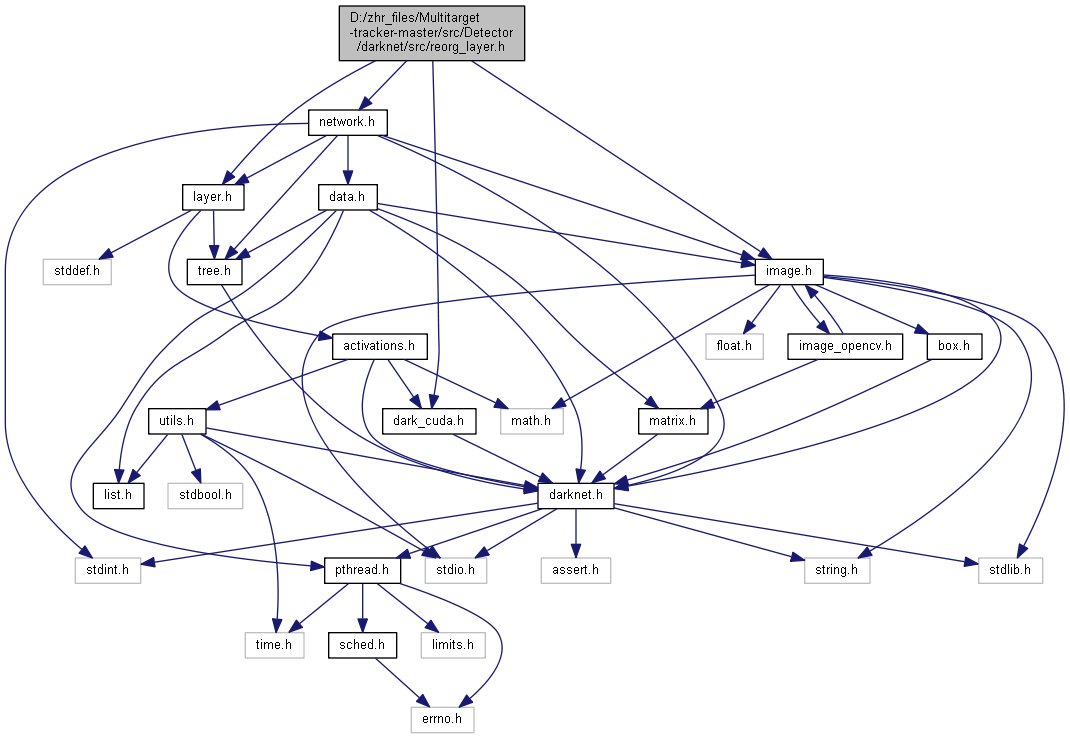 D:/zhr_files/Multitarget
-tracker-master/src/Detector
/darknet/src/reorg_layer.h
network.h
layer.h
data.h
stddef.h
tree.h
image.h
activations.h
float.h
image_opencv.h
box.h
utils.h
dark_cuda.h
math.h
matrix.h
list.h
stdbool.h
darknet.h
stdint.h
pthread.h
stdio.h
assert.h
string.h
stdlib.h
time.h
sched.h
limits.h
errno.h